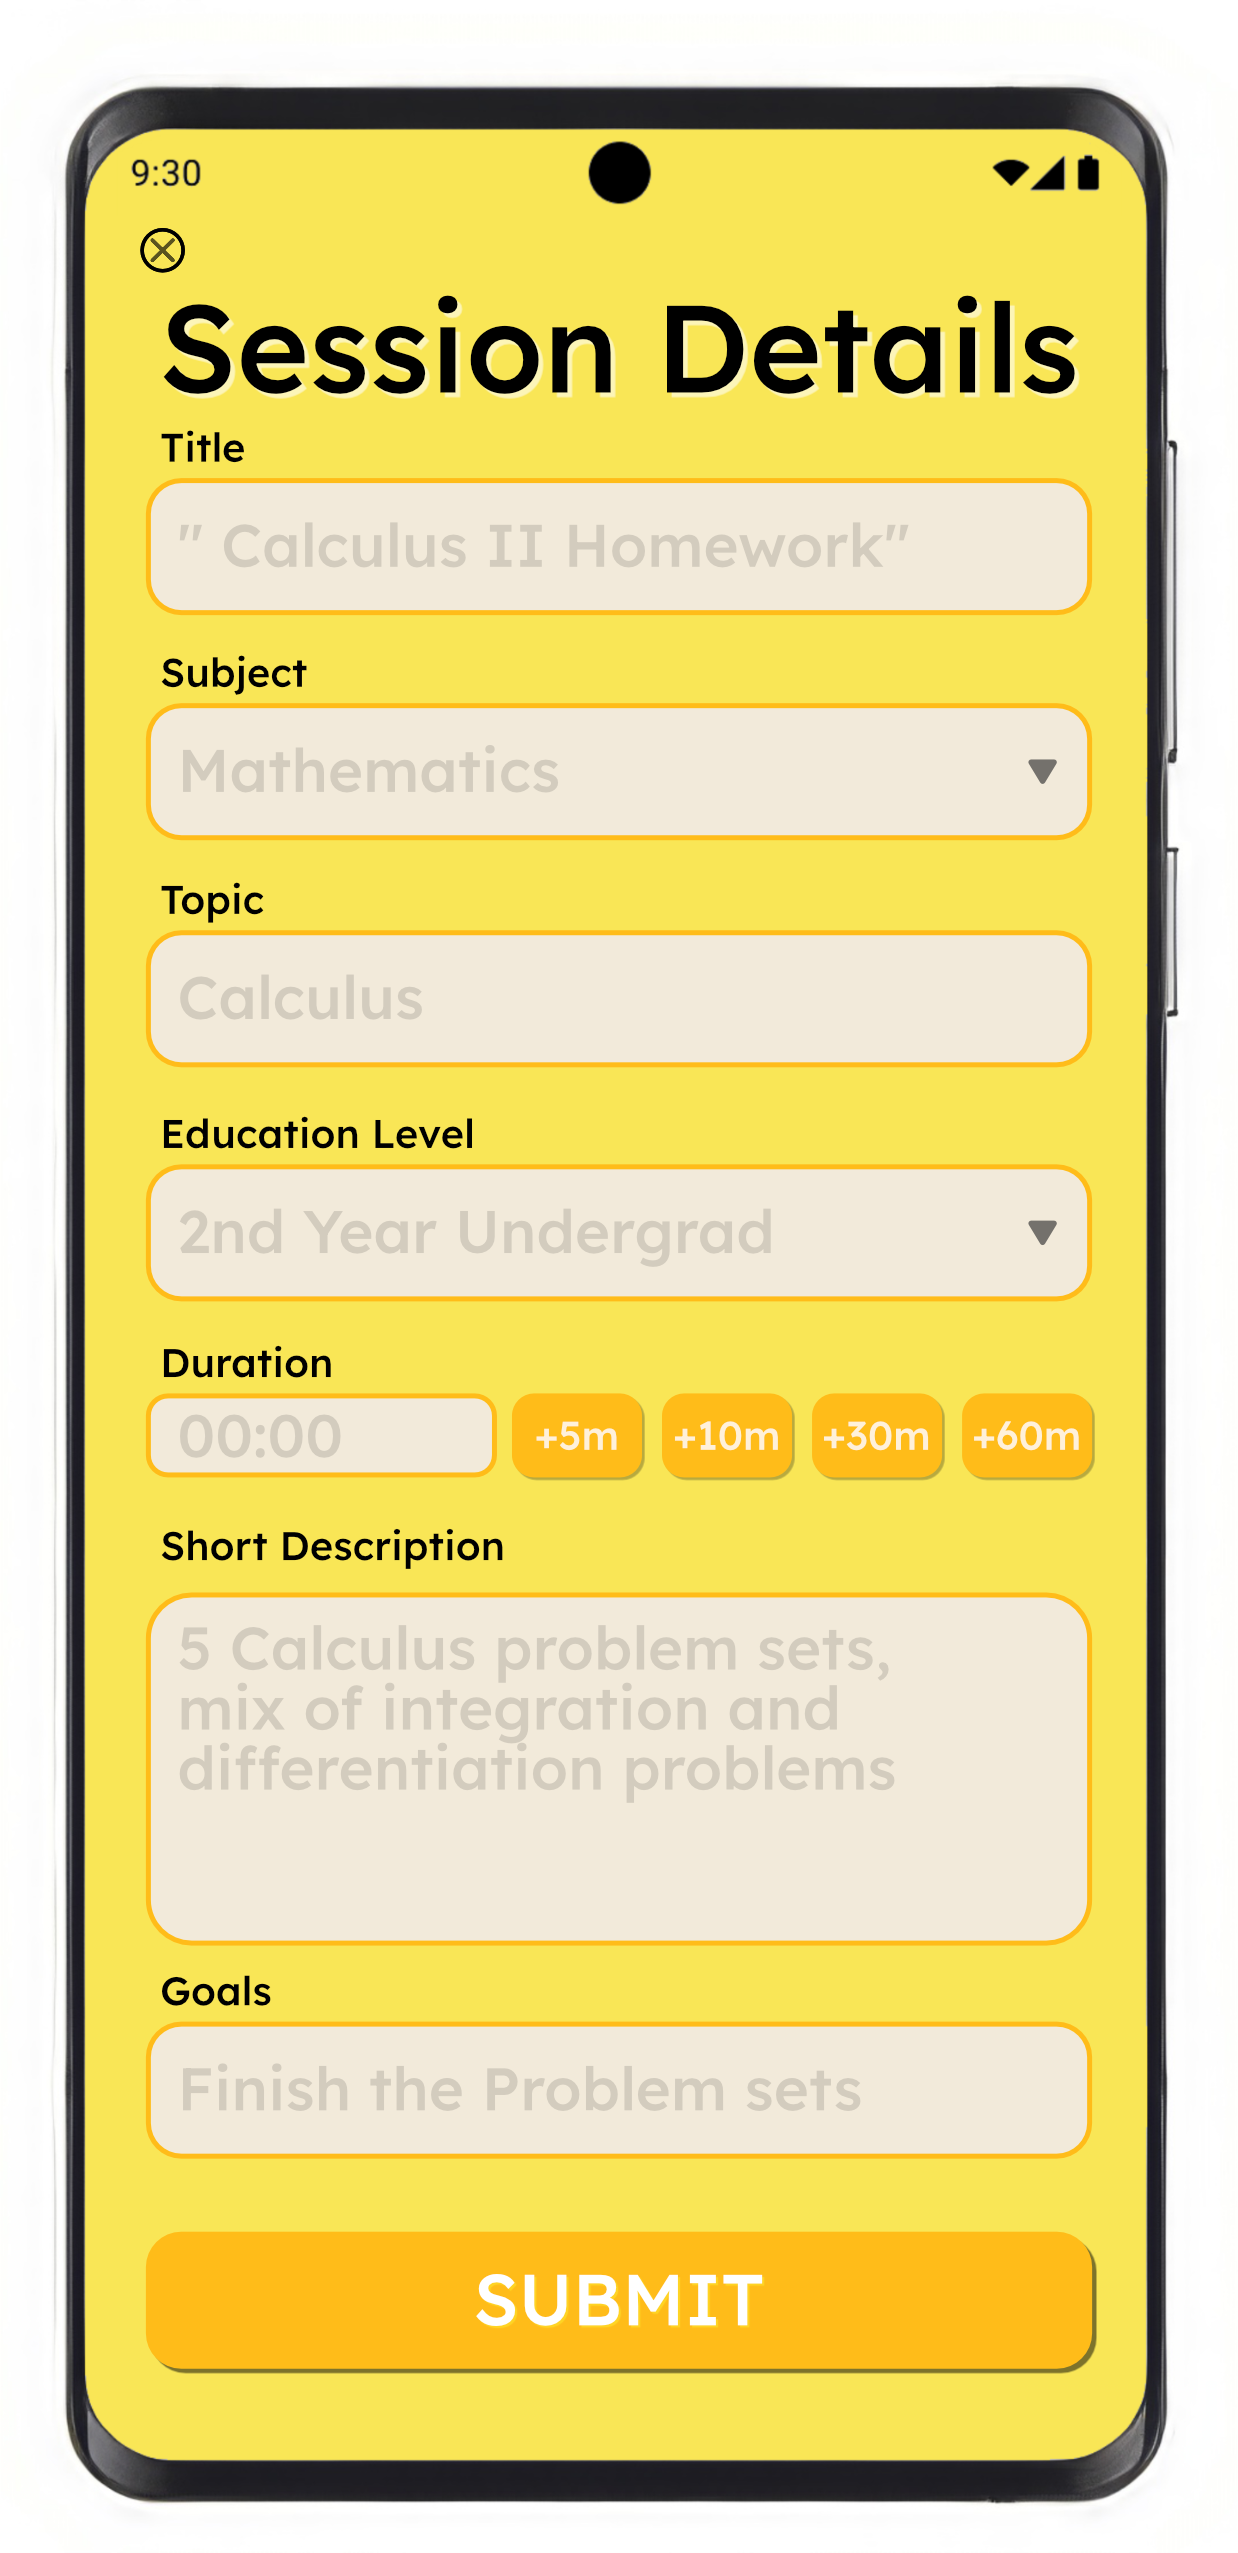 9:30
Session Details
Title
" Calculus II Homework"
Subject
Mathematics
Topic
Calculus
Education Level
2nd Year Undergrad
Duration
00:00 +5m +10m +30m +60m
Short Description
5 Calculus problem sets,
mix of integration and
differentiation problems
Goals
Finish the Problem sets
SUBMIT